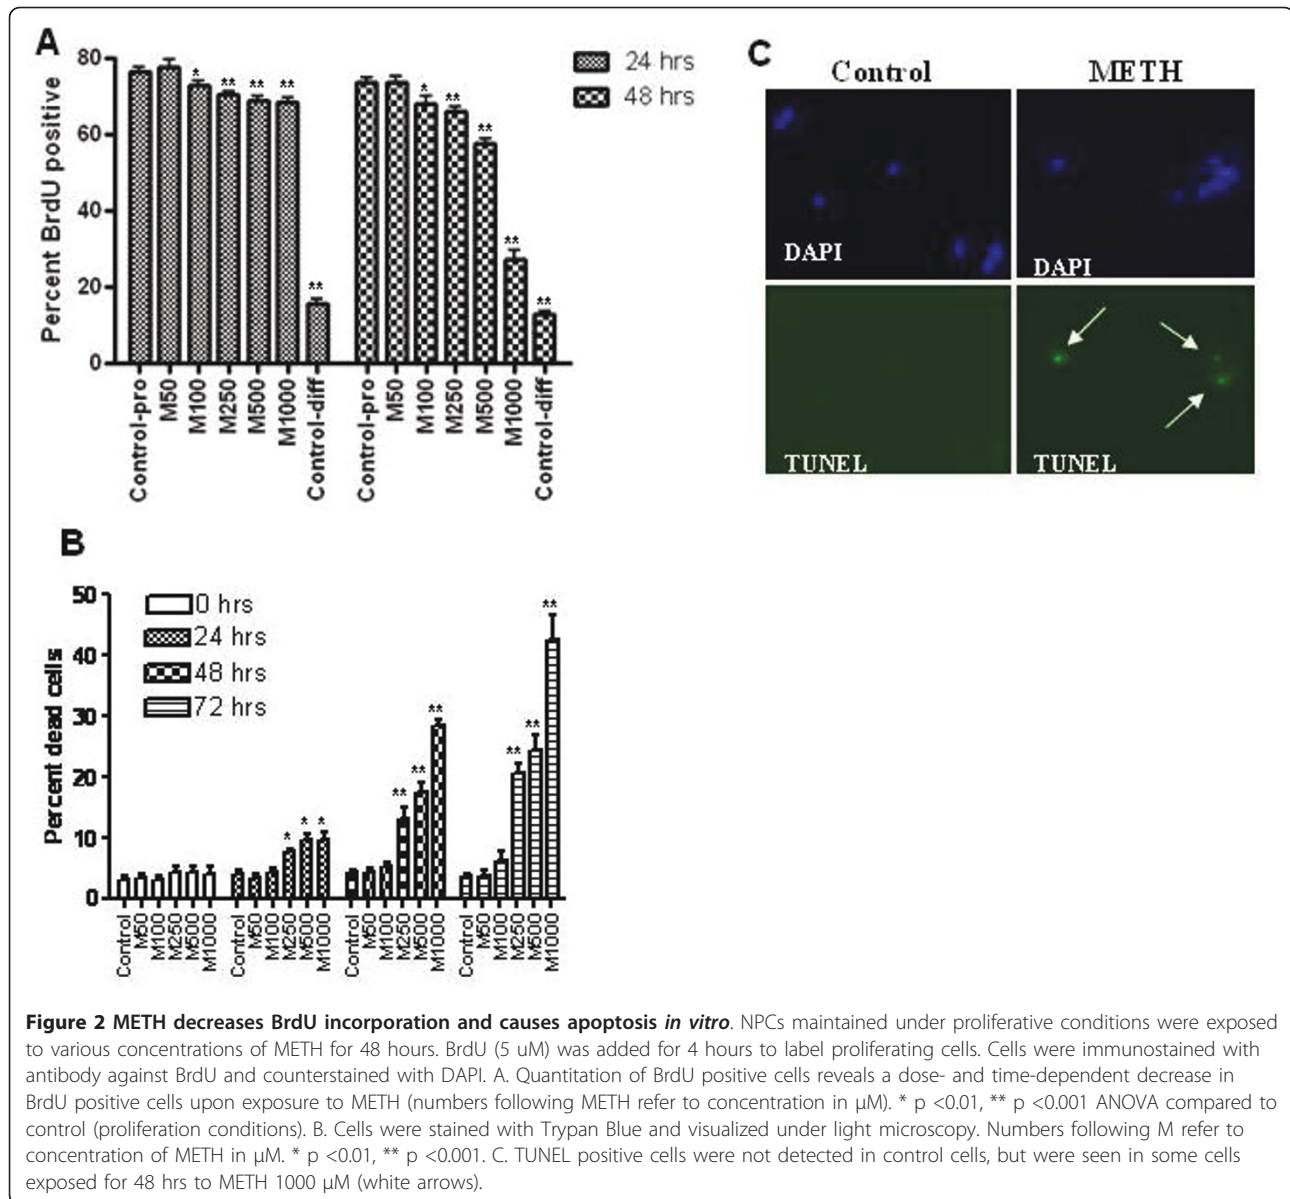 A
80
60
40
20
0
Percent BrdU positive
* ** ** ** **
* ** ** ** **
24 hrs
48 hrs
Control-pro M50 M100 M250 M500 M1000 Control-diff
Control-pro M50 M100 M250 M500 M1000 Control-diff
C
Control METH
DAPI DAPI
TUNEL TUNEL
B
50
40
30
20
10
0
Percent dead cells
0 hrs
24 hrs
48 hrs
72 hrs
* * *
** ** **
** ** **
Control M50 M100 M250 M500 M1000
Control M50 M100 M250 M500 M1000
Control M50 M100 M250 M500 M1000
Control M50 M100 M250 M500 M1000
Figure 2 METH decreases BrdU incorporation and causes apoptosis in vitro. NPCs maintained under proliferative conditions were exposed
to various concentrations of METH for 48 hours. BrdU (5 uM) was added for 4 hours to label proliferating cells. Cells were immunostained with
antibody against BrdU and counterstained with DAPI. A. Quantitation of BrdU positive cells reveals a dose- and time-dependent decrease in
BrdU positive cells upon exposure to METH (numbers following METH refer to concentration in μM). * p <0.01, ** p <0.001 ANOVA compared to
control (proliferation conditions). B. Cells were stained with Trypan Blue and visualized under light microscopy. Numbers following M refer to
concentration of METH in μM. * p <0.01, ** p <0.001. C. TUNEL positive cells were not detected in control cells, but were seen in some cells
exposed for 48 hrs to METH 1000 μM (white arrows).